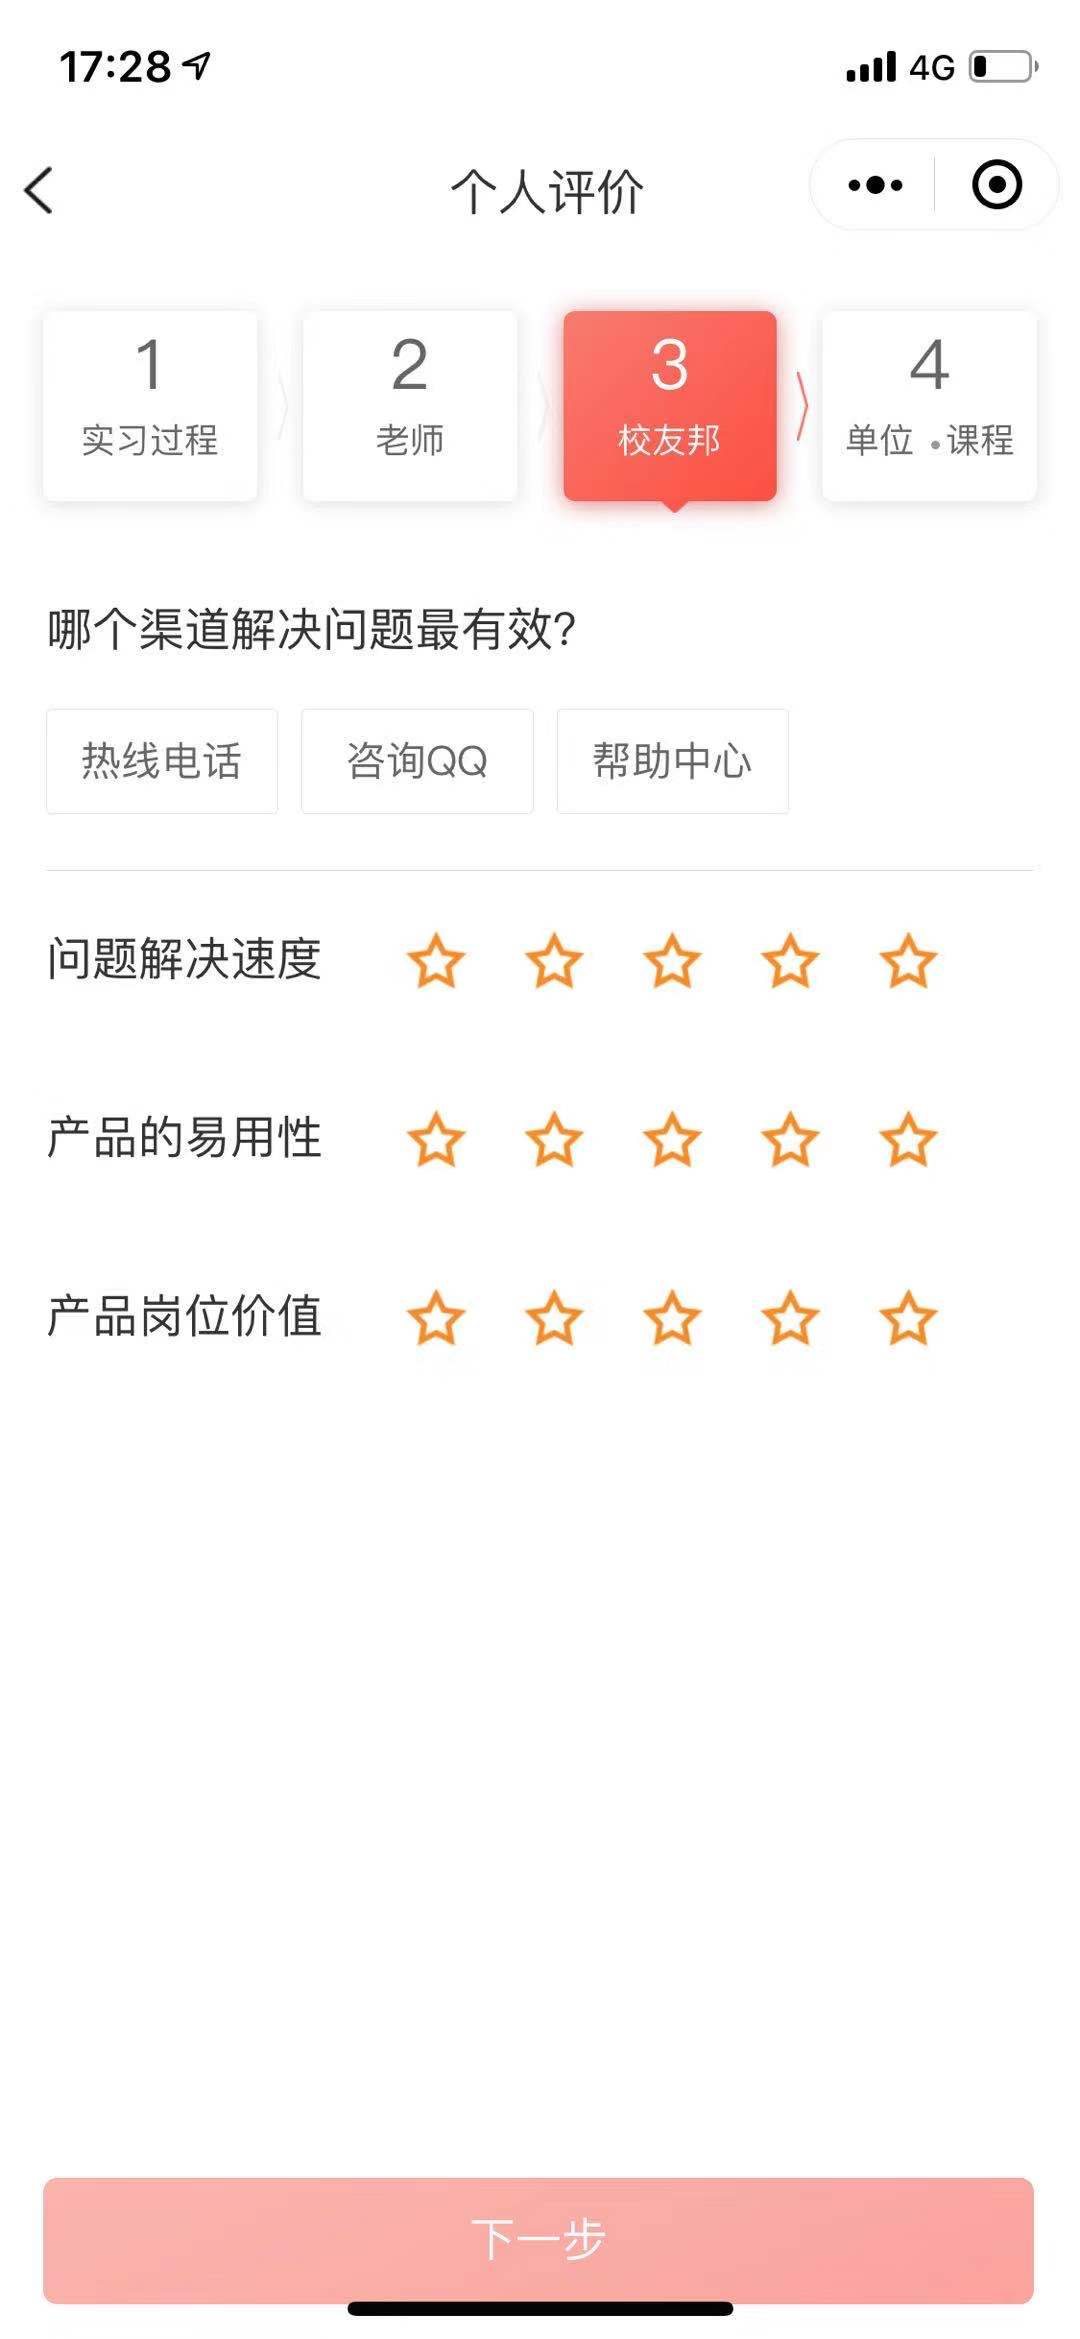 17:28 4G
个人评价
1 2 3 4
实习过程 老师 校友邦 单位 •课程
哪个渠道解决问题最有效?
热线电话 咨询QQ 帮助中心
问题解决速度
产品的易用性
产品岗位价值
下一步